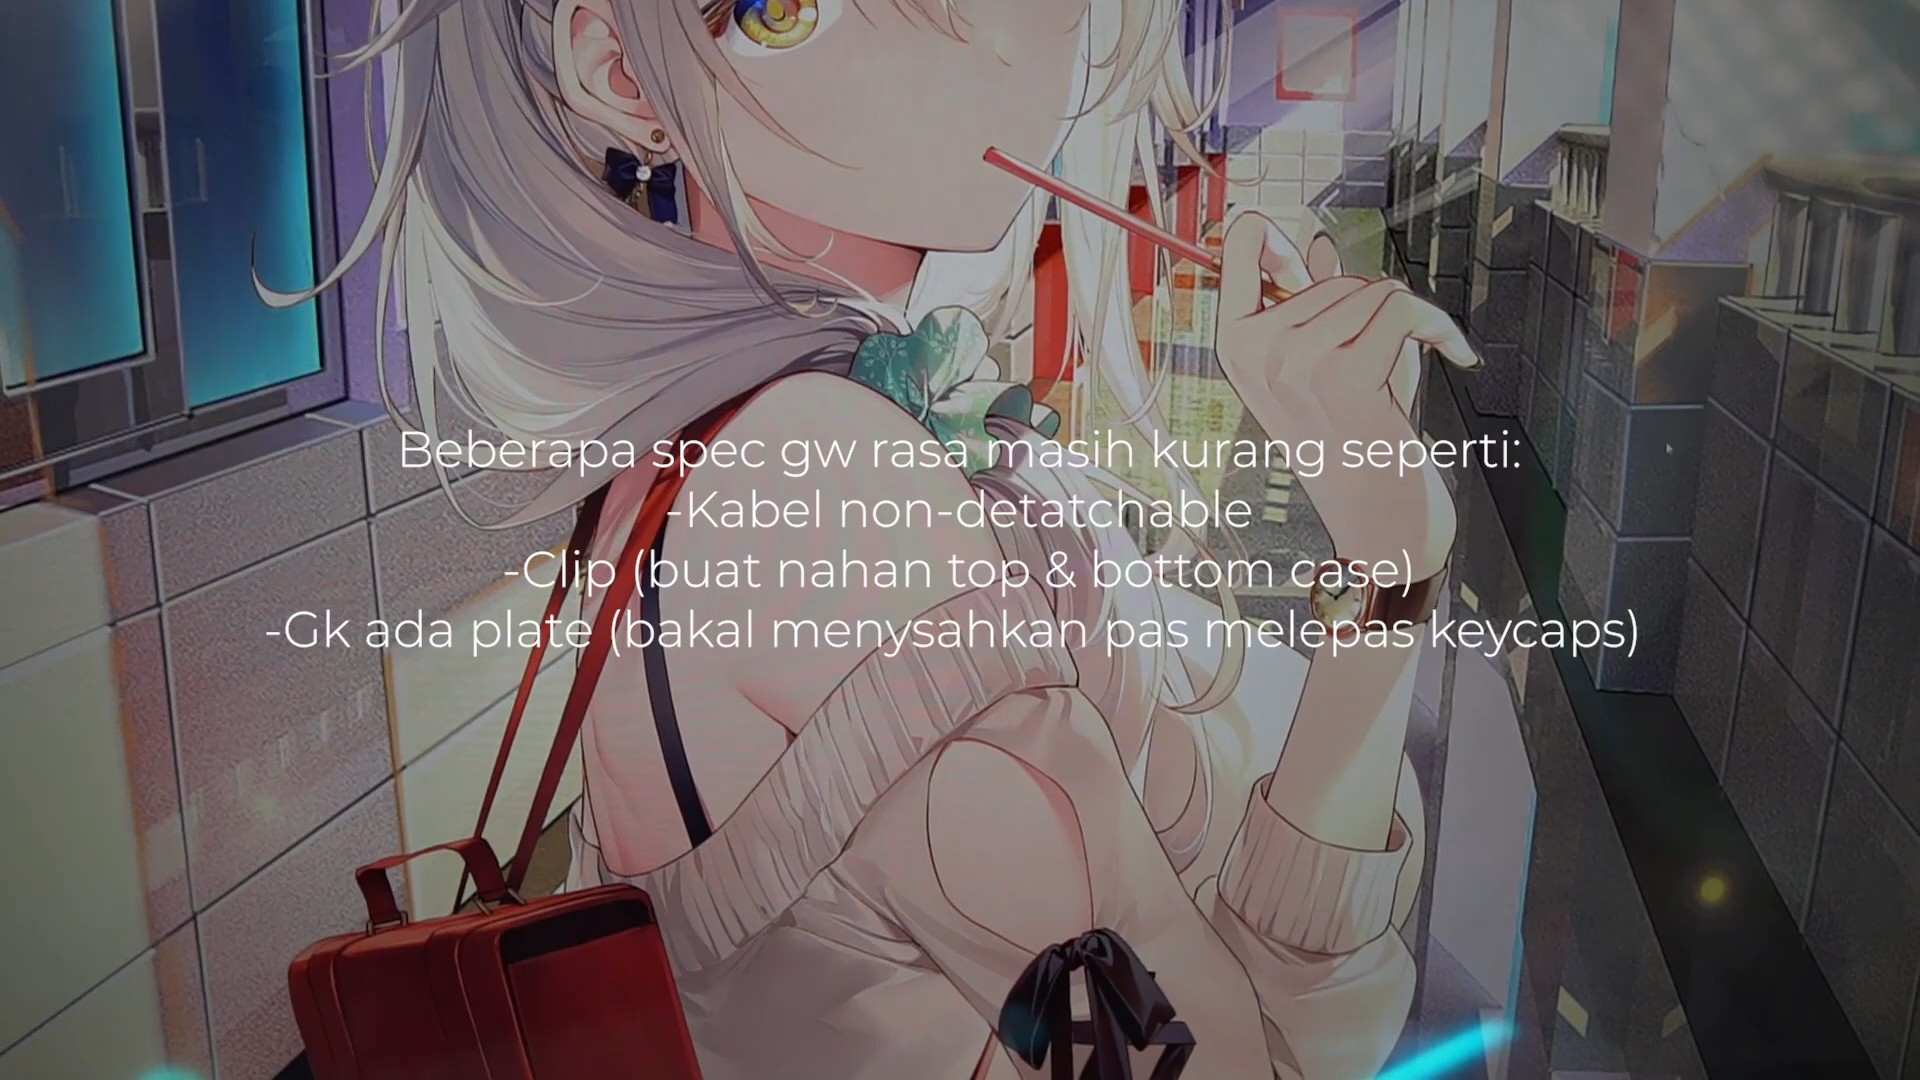 Beberapa spec gw rasa masih kurang seperti:
-Kabel non-detatchable
-Clip (buat nahan top & bottom case)
-Gk ada plate (bakal menysahkan pas melepas keycaps)